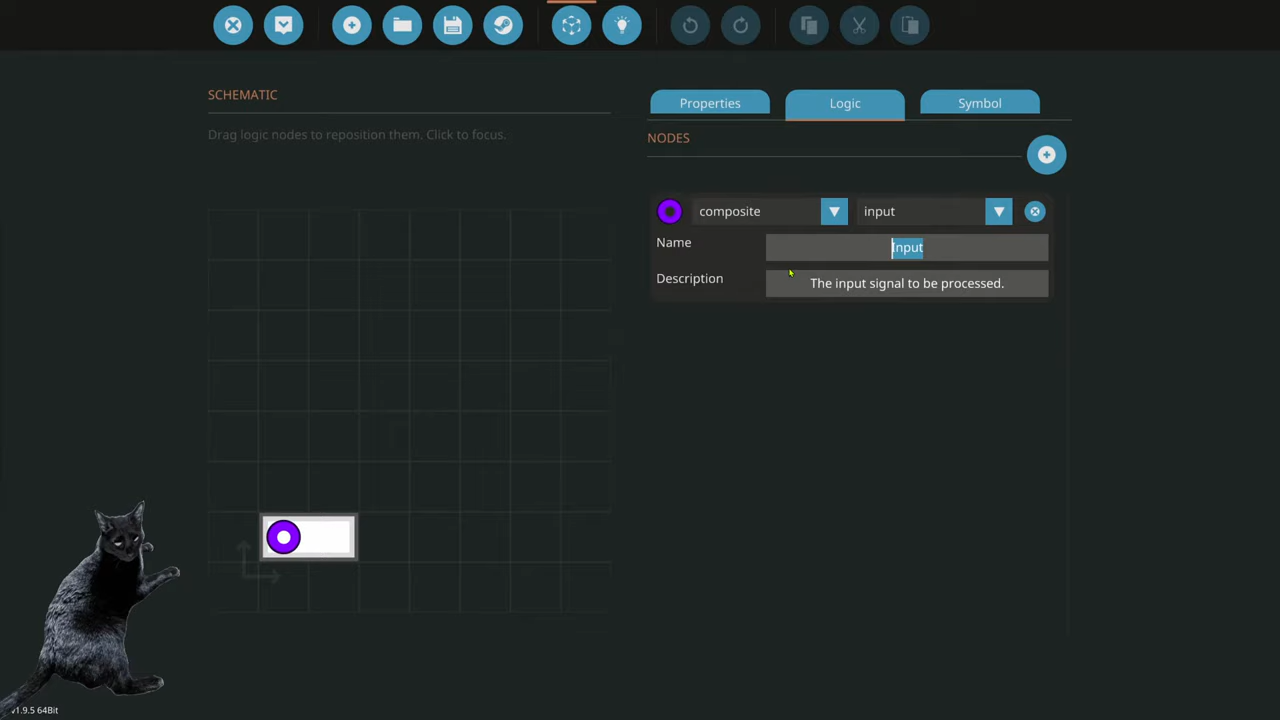 SCHEMATIC
Drag logic nodes to reposition them. Click to focus.
Properties
Logic
Symbol
NODES
composite
input
Name
Input
Description
The input signal to be processed.
v1.9.5 64Bit